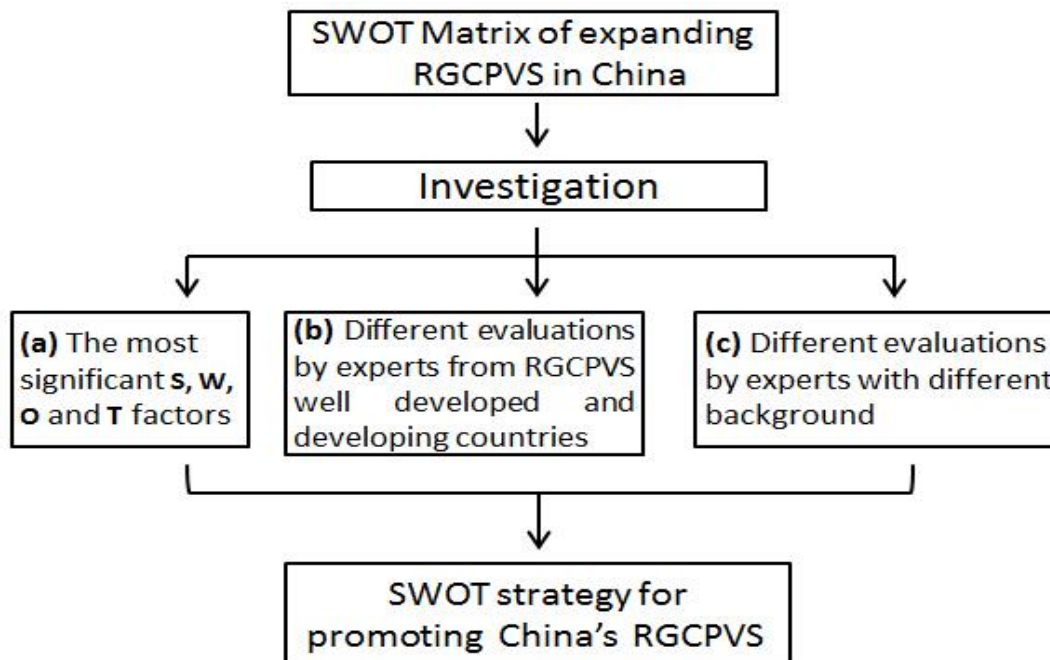 SWOT Matrix of expanding
RGCPVS in China
Investigation
(a) The most
significant S, W,
O and T factors
(b) Different evaluations
by experts from RGCPVS
well developed and
developing countries
(c) Different evaluations
by experts with different
background
SWOT strategy for
promoting China's RGCPVS